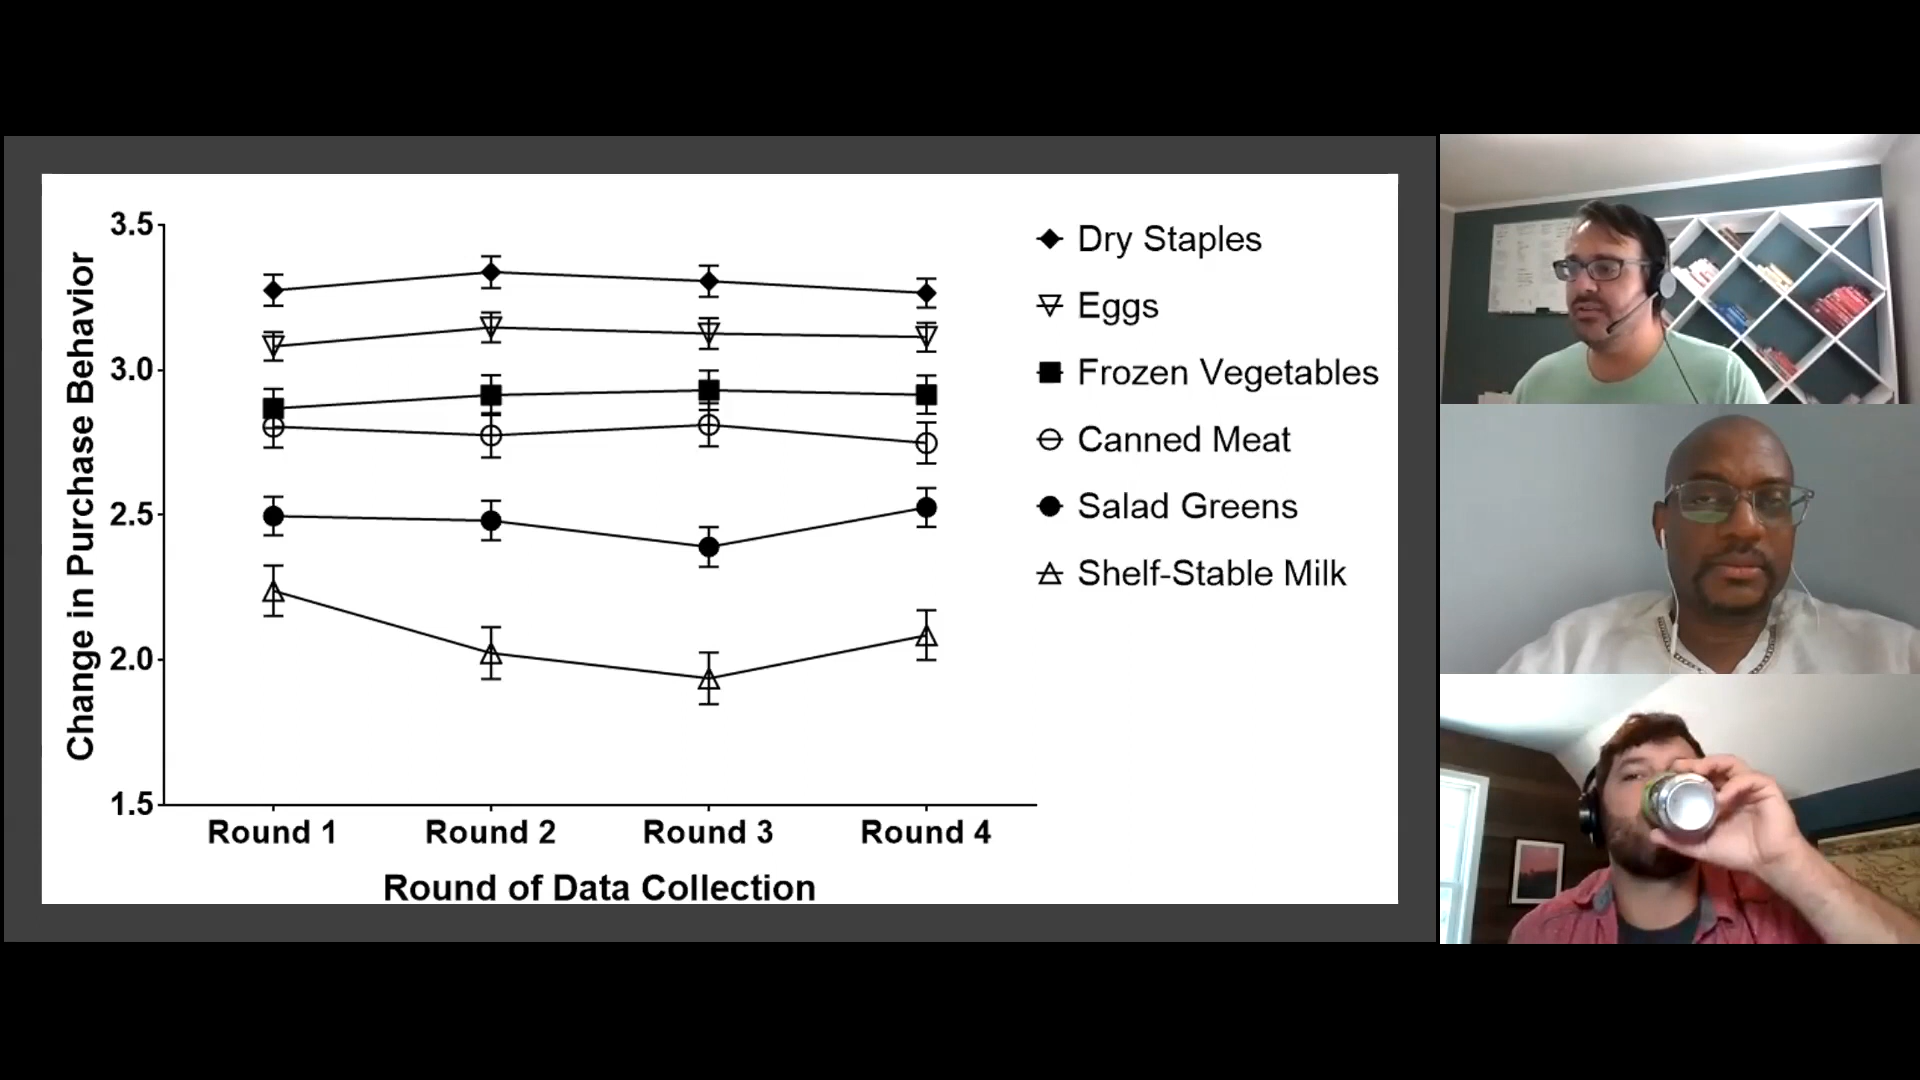 3.5
3.0
2.5
2.0
1.5
Change in Purchase Behavior
Round 1
Round 2
Round 3
Round 4
Round of Data Collection
Dry Staples
Eggs
Frozen Vegetables
Canned Meat
Salad Greens
Shelf-Stable Milk